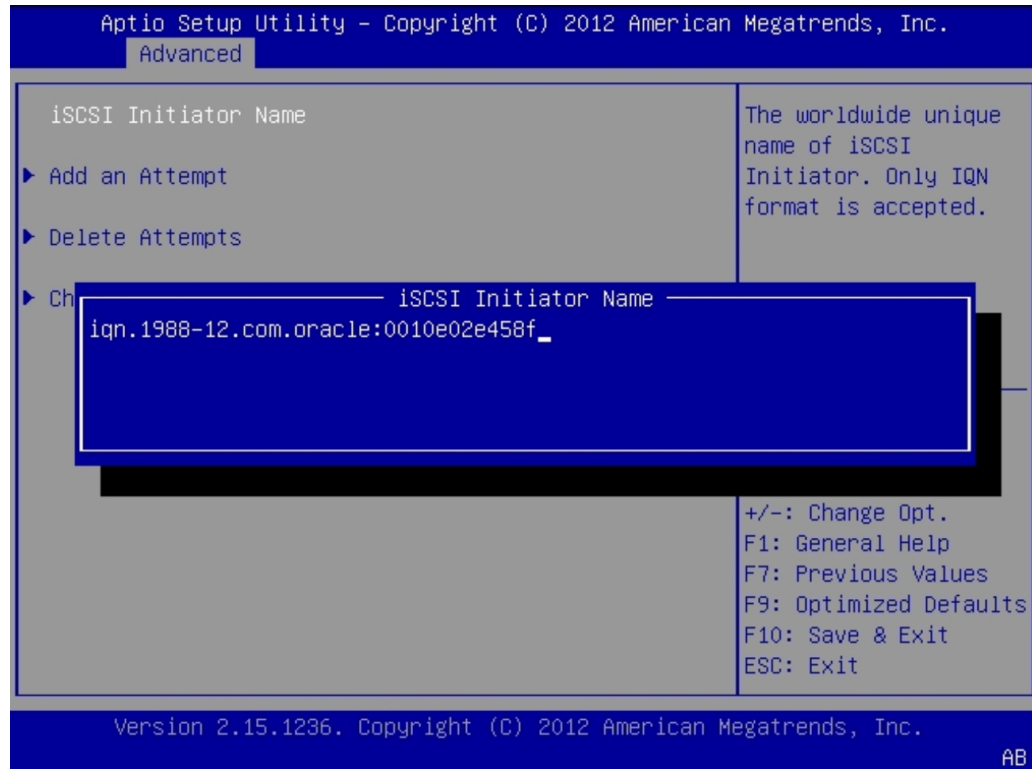 Aptio Setup Utility – Copyright (C) 2012 American Megatrends, Inc.
Advanced
iSCSI Initiator Name
Add an Attempt
Delete Attempts
Ch
The worldwide unique
name of iSCSI
Initiator. Only IQN
format is accepted.
iSCSI Initiator Name
iqn.1988-12.com.oracle:0010e02e458f
+/-: Change Opt.
F1: General Help
F7: Previous Values
F9: Optimized Defaults
F10: Save & Exit
ESC: Exit
Version 2.15.1236. Copyright (C) 2012 American Megatrends, Inc.
AB